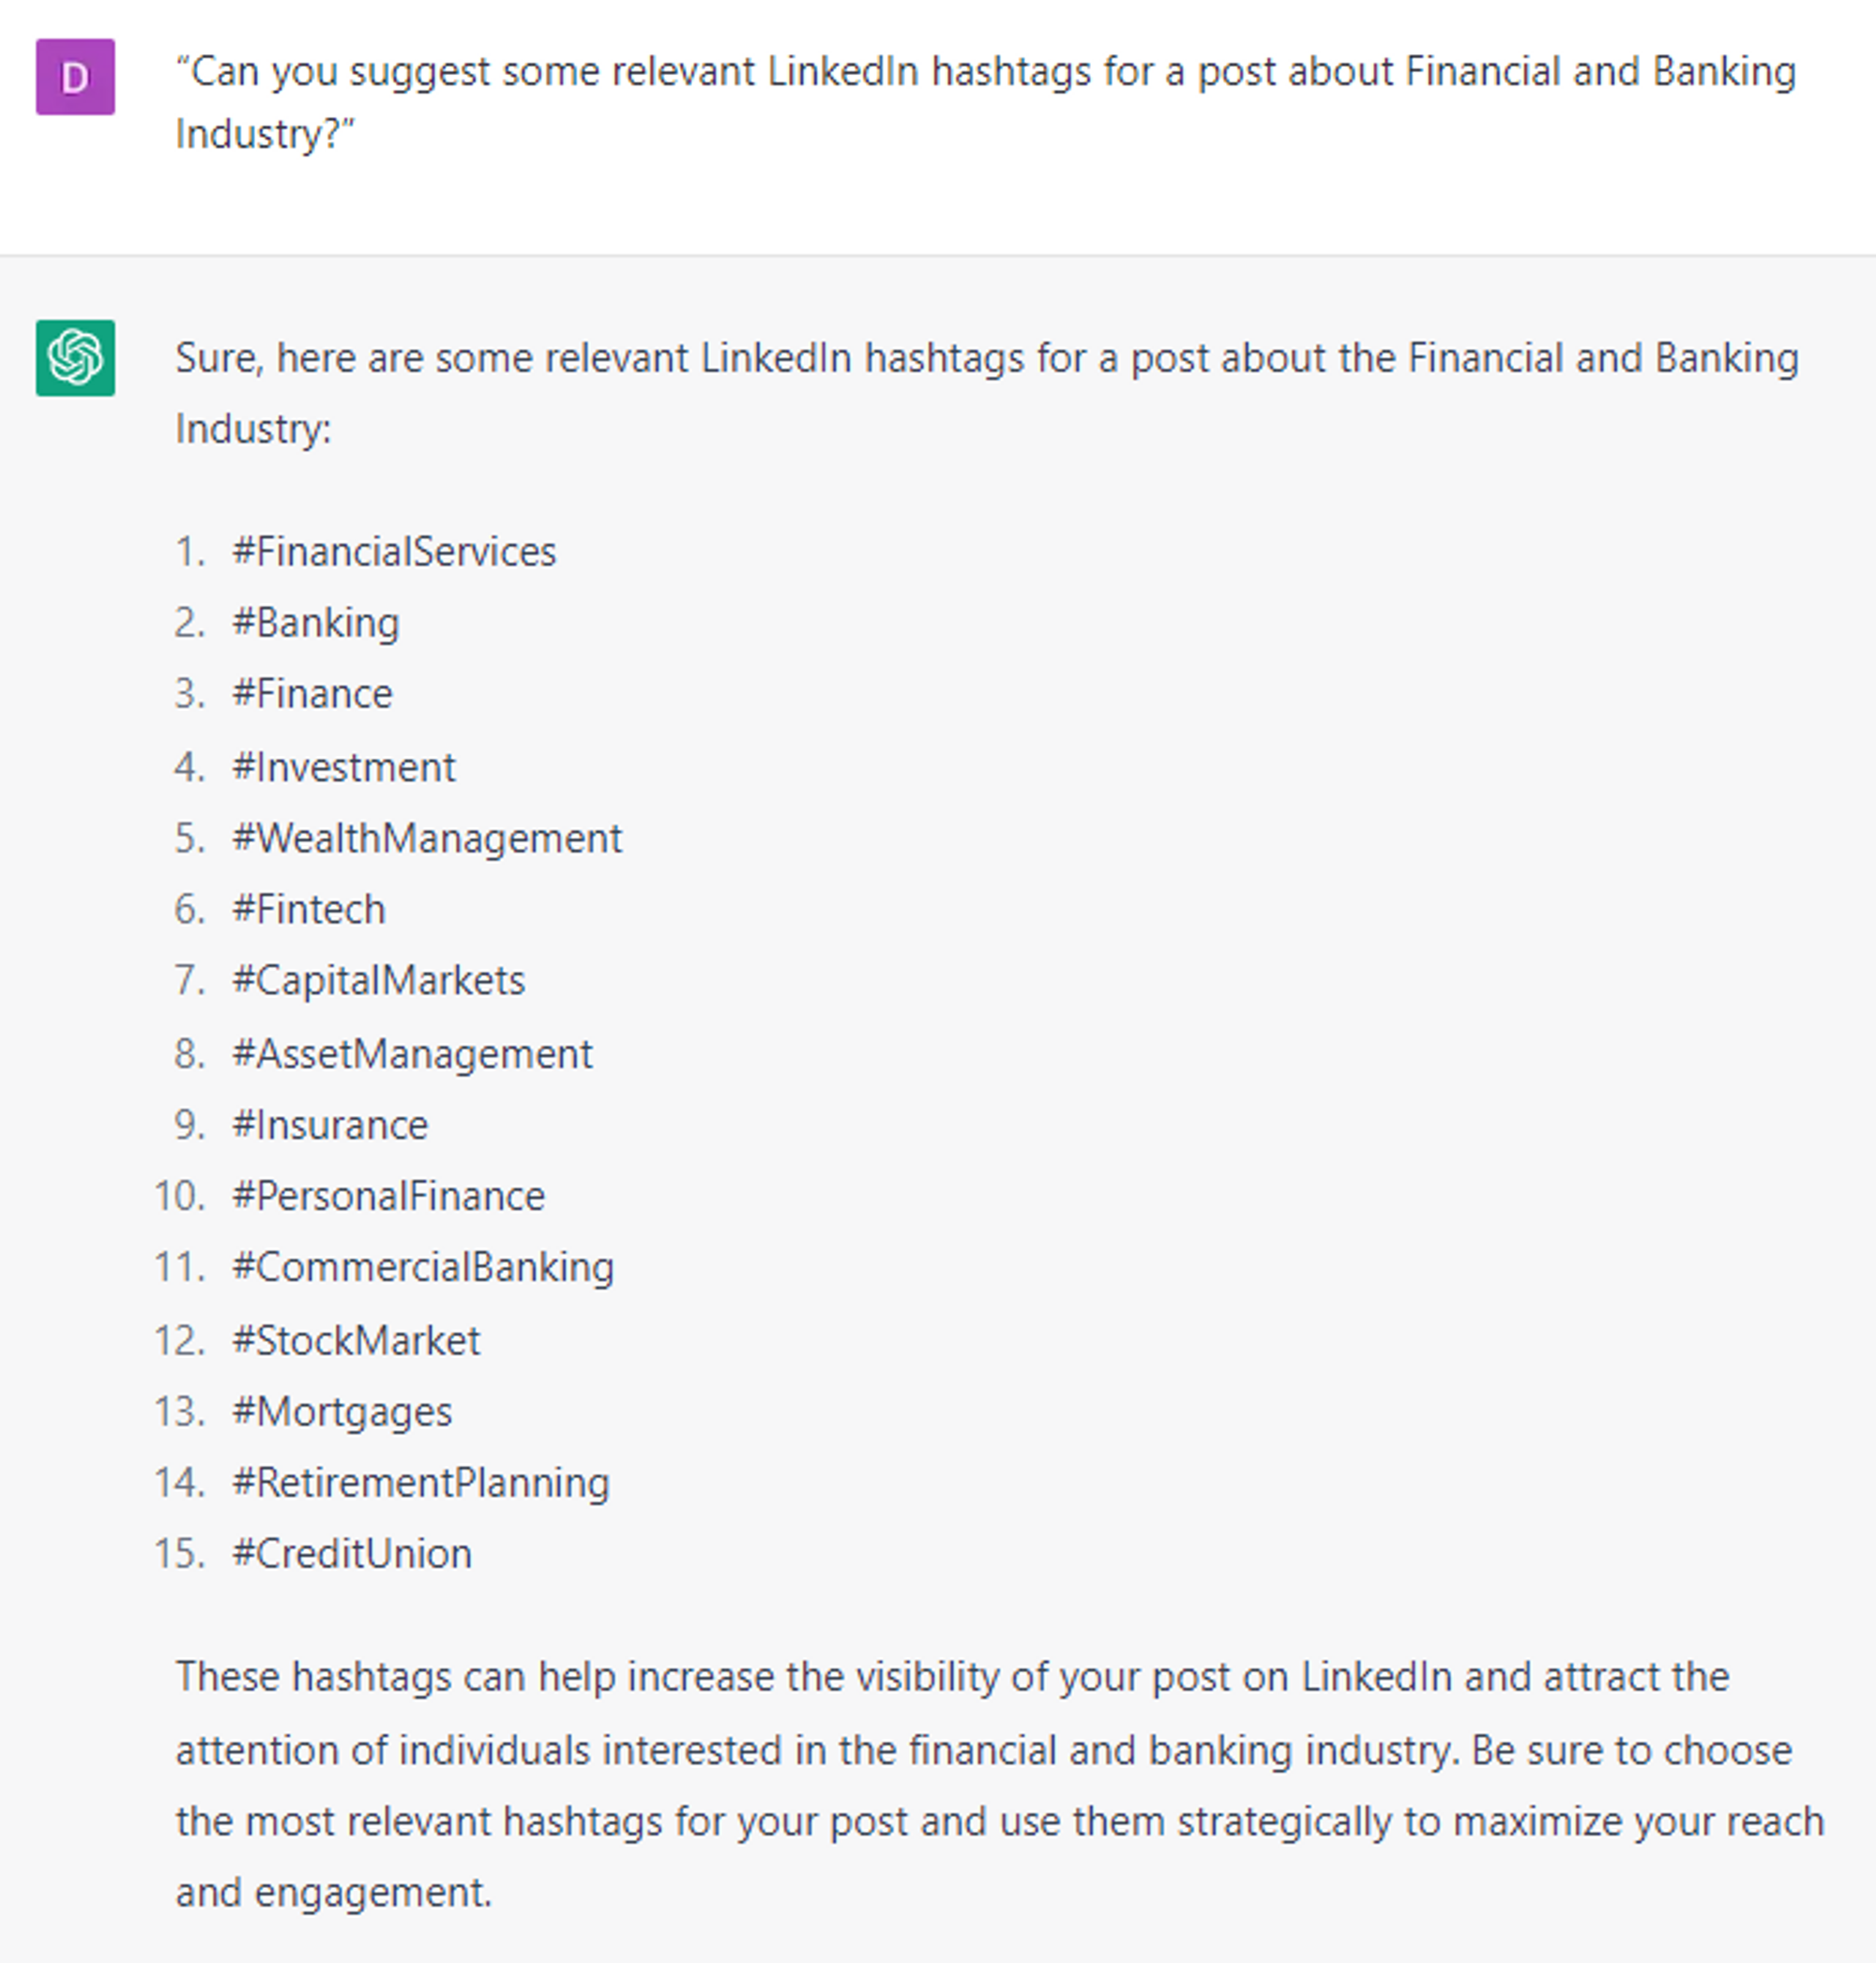 D
“Can you suggest some relevant LinkedIn hashtags for a post about Financial and Banking
Industry?”
Sure, here are some relevant LinkedIn hashtags for a post about the Financial and Banking
Industry:
1. #FinancialServices
2. #Banking
3. #Finance
4. #Investment
5. #WealthManagement
6. #Fintech
7. #CapitalMarkets
8. #AssetManagement
9. #Insurance
10. #PersonalFinance
11. #CommercialBanking
12. #StockMarket
13. #Mortgages
14. #RetirementPlanning
15. #CreditUnion
These hashtags can help increase the visibility of your post on LinkedIn and attract the
attention of individuals interested in the financial and banking industry. Be sure to choose
the most relevant hashtags for your post and use them strategically to maximize your reach
and engagement.